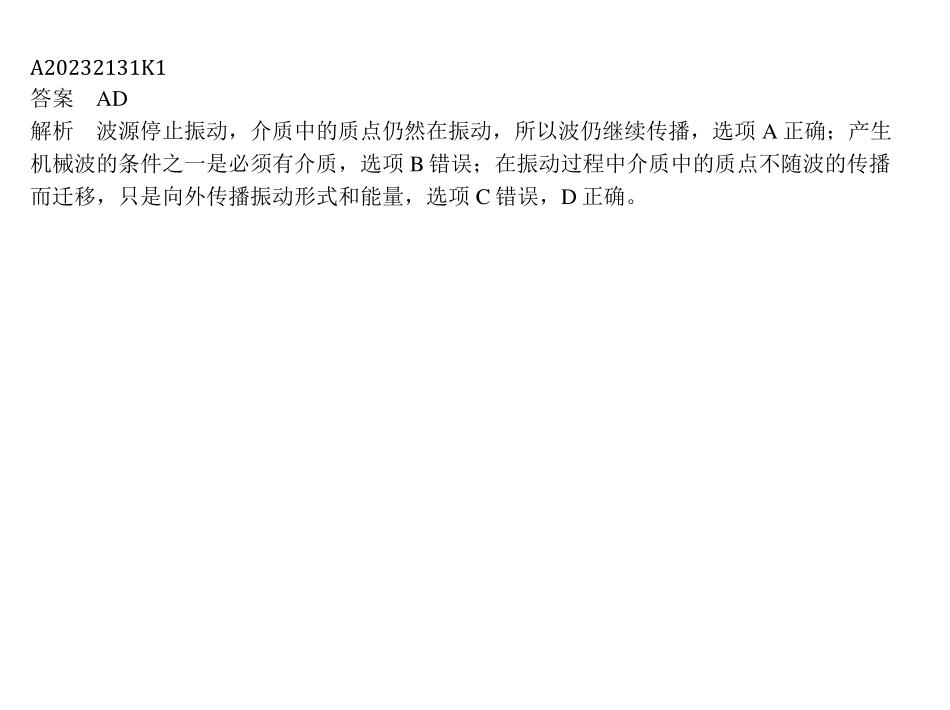 A20232131K1
答案　AD
解析　波源停止振动，介质中的质点仍然在振动，所以波仍继续传播，选项 A 正确；产生
机械波的条件之一是必须有介质，选项 B 错误；在振动过程中介质中的质点不随波的传播
而迁移，只是向外传播振动形式和能量，选项 C 错误，D 正确。